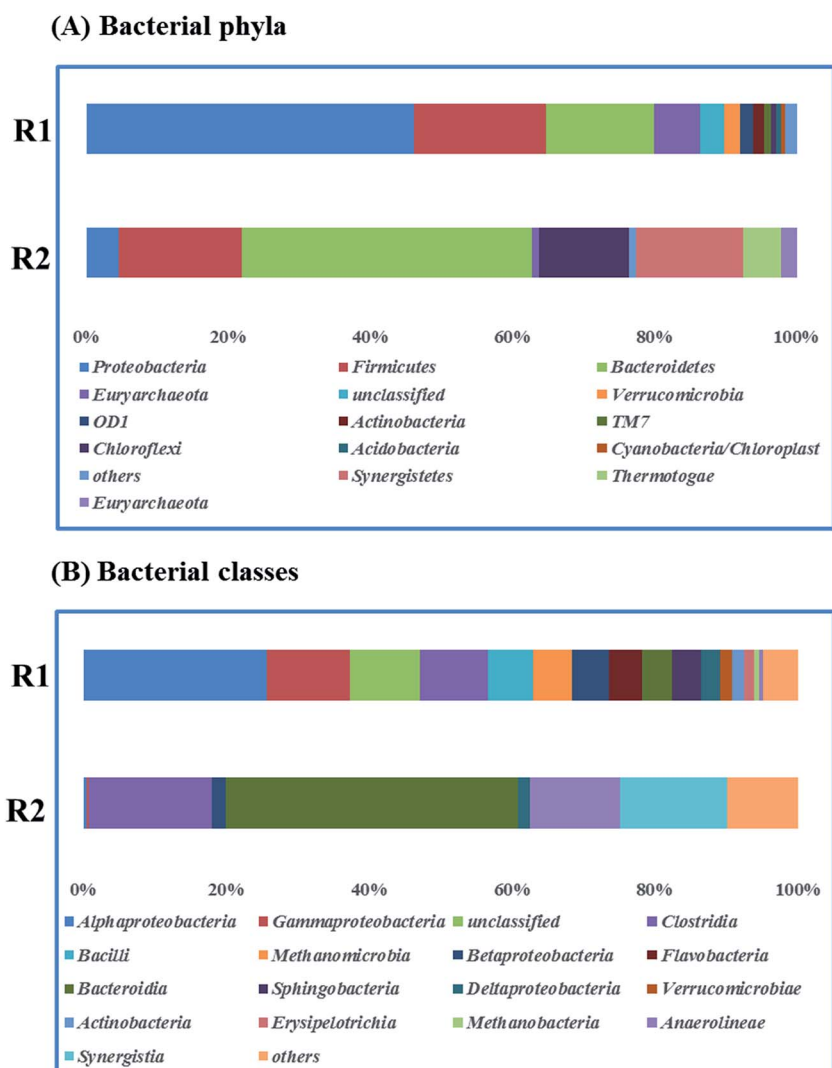 (A) Bacterial phyla
R1
R2
0% 20% 40% 60% 80% 100%
Proteobacteria Firmicutes Bacteroidetes
Euryarchaeota unclassified Verrucomicrobia
OD1 Actinobacteria TM7
Chloroflexi Acidobacteria Cyanobacteria/Chloroplast
others Synergistetes Thermotogae
Euryarchaeota
(B) Bacterial classes
R1
R2
0% 20% 40% 60% 80% 100%
Alphaproteobacteria Gammaproteobacteria unclassified Clostridia
Bacilli Methanomicrobia Betaproteobacteria Flavobacteria
Bacteroidia Sphingobacteria Deltaproteobacteria Verrucomicrobiae
Actinobacteria Erysipelotrichia Methanobacteria Anaerolineae
Synergistia others